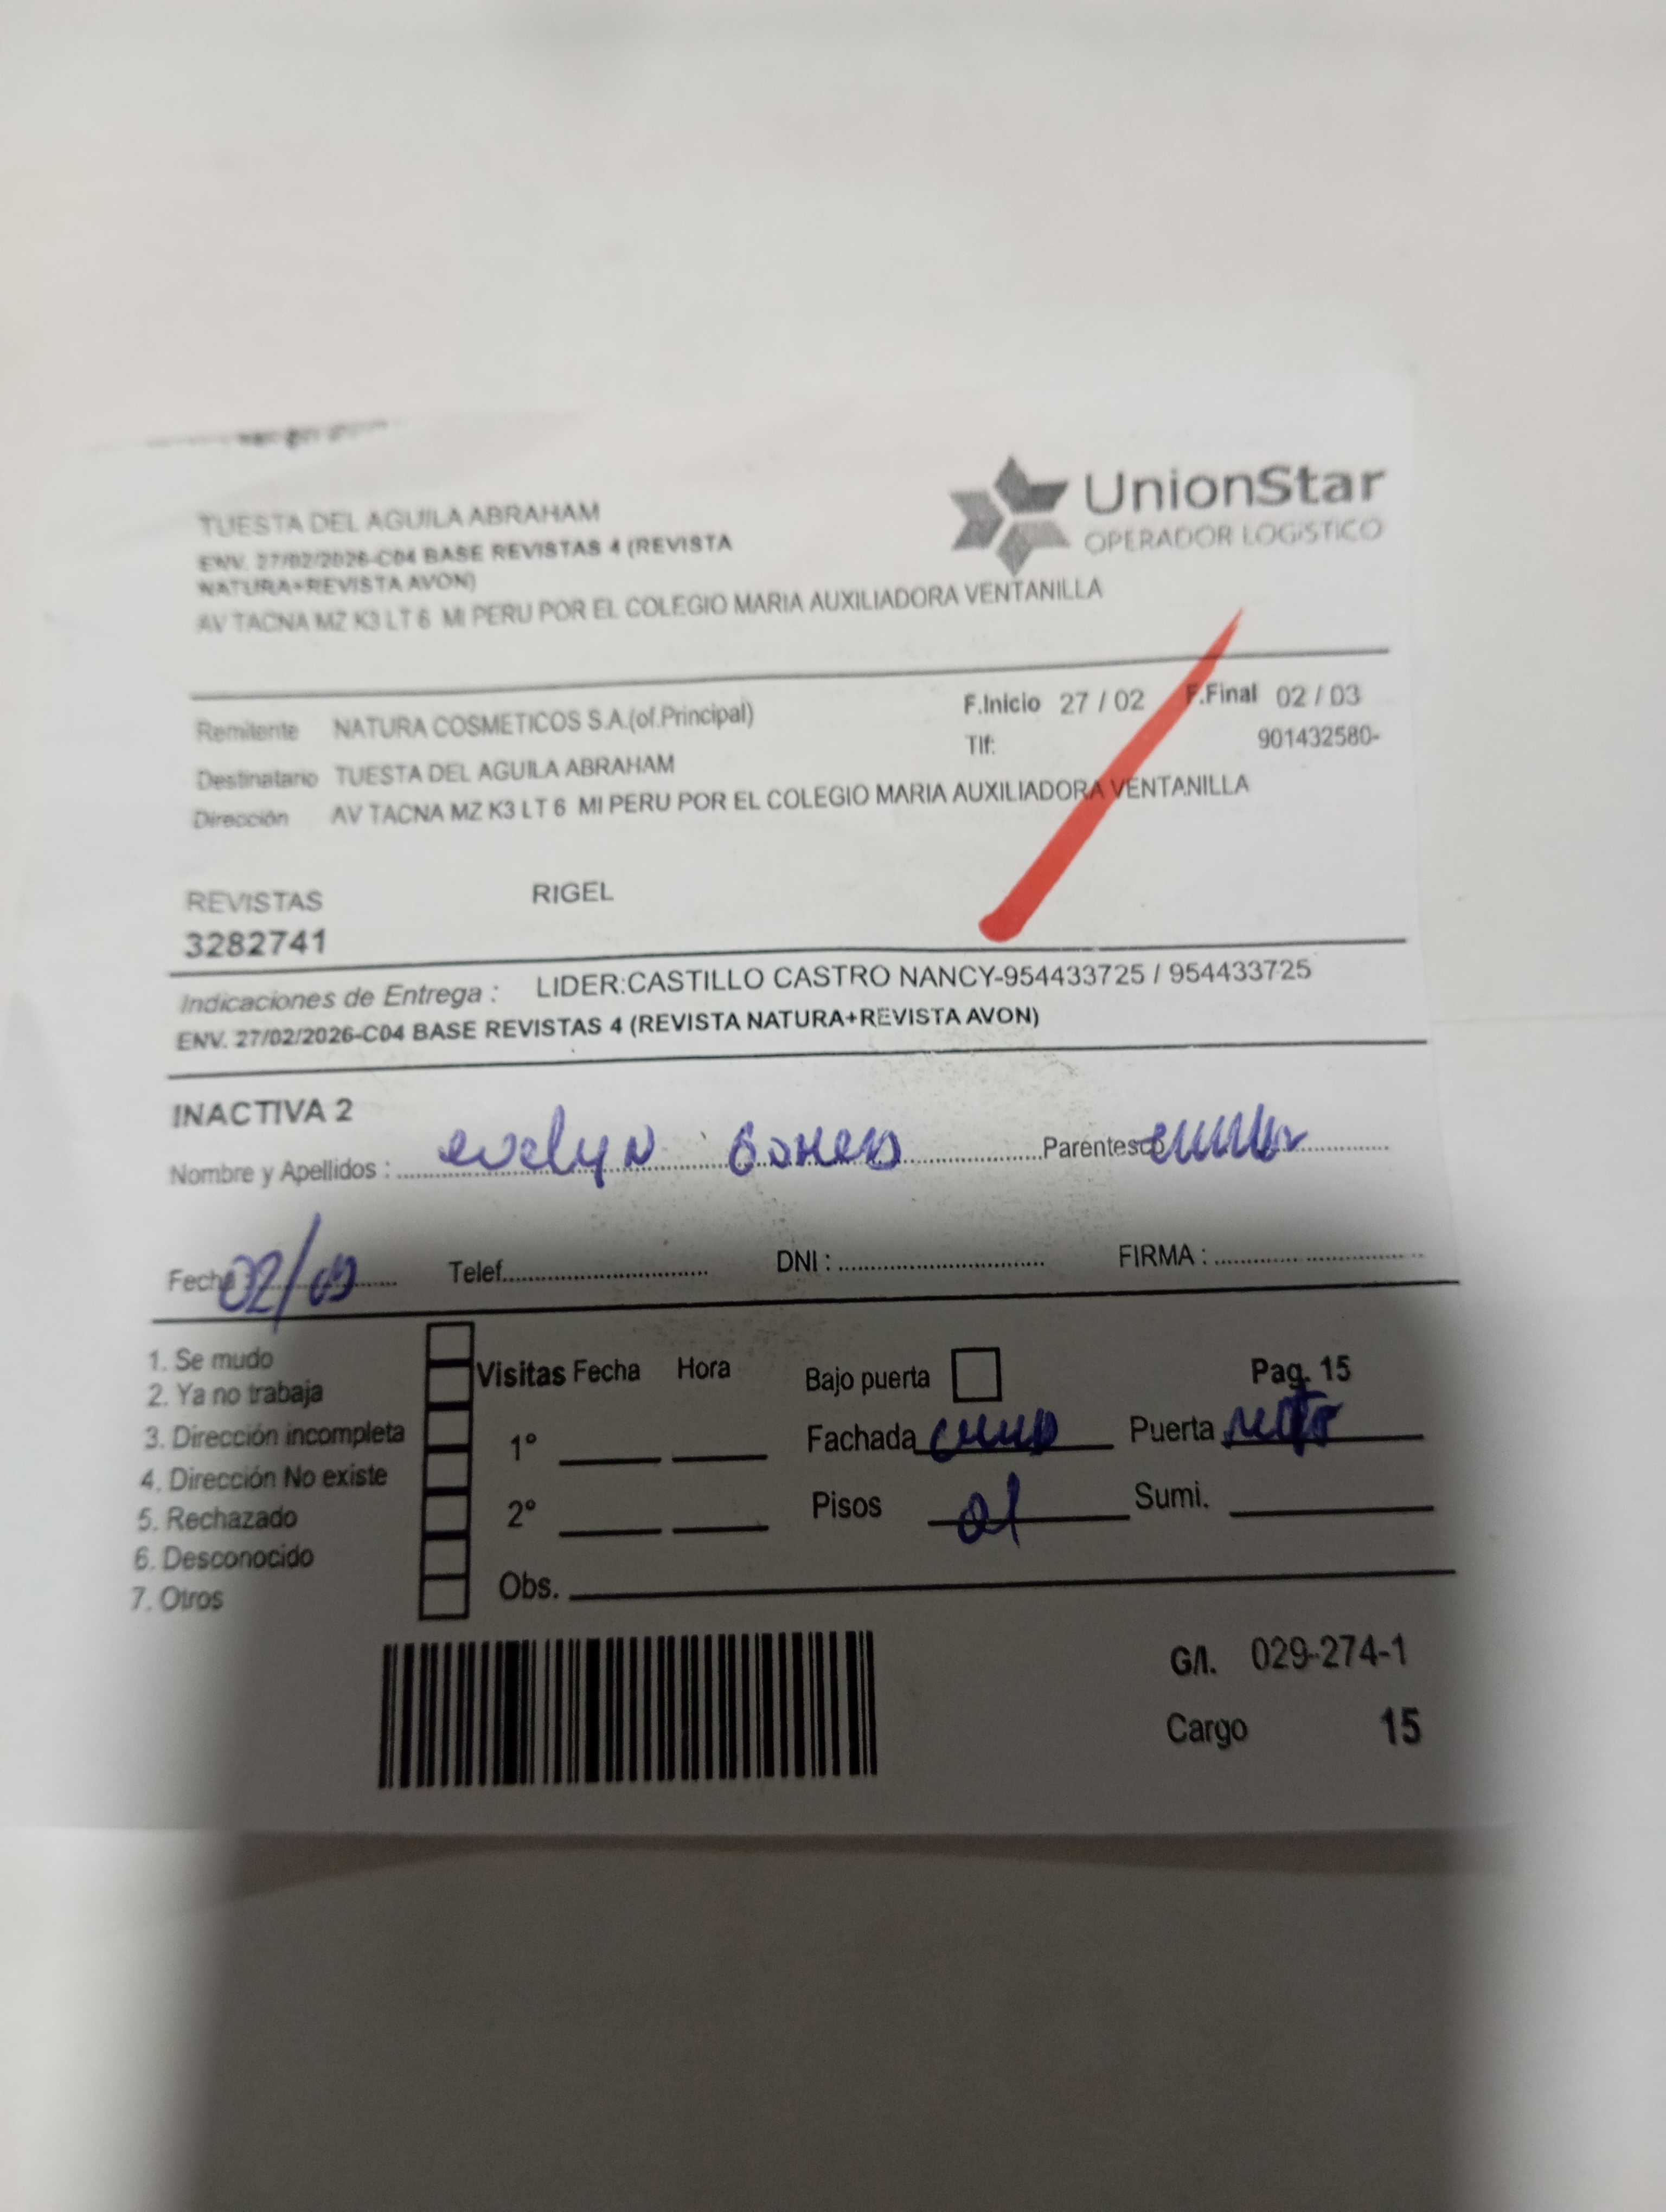 TUESTA DEL AGUILA ABRAHAM
ENV. 27/02/2026-C04 BASE REVISTAS 4 (REVISTA
NATURA+REVISTA AVON)
AV TACNA MZ K3 LT 6 MI PERU POR EL COLEGIO MARIA AUXILIADORA VENTANILLA
UnionStar
OPERADOR LOGISTICO
Remitente NATURA COSMETICOS S.A.(of.Principal) F.Inicio 27 / 02 F.Final 02 / 03
Tlf: 901432580-
Destinatario TUESTA DEL AGUILA ABRAHAM
Dirección AV TACNA MZ K3 LT 6 MI PERU POR EL COLEGIO MARIA AUXILIADORA VENTANILLA
REVISTAS RIGEL
3282741
Indicaciones de Entrega : LIDER:CASTILLO CASTRO NANCY-954433725 / 954433725
ENV. 27/02/2026-C04 BASE REVISTAS 4 (REVISTA NATURA+REVISTA AVON)
INACTIVA 2
Nombre y Apellidos : evelyn Parentesco
Fecha 02/03 Telef. DNI : FIRMA :
1. Se mudo
2. Ya no trabaja
3. Dirección incompleta
4. Dirección No existe
5. Rechazado
6. Desconocido
7. Otros
Visitas Fecha Hora
1°
2°
Obs.
Bajo puerta Pag. 15
Fachada Puerta
Pisos 01 Sumi.
G/I. 029-274-1
Cargo 15